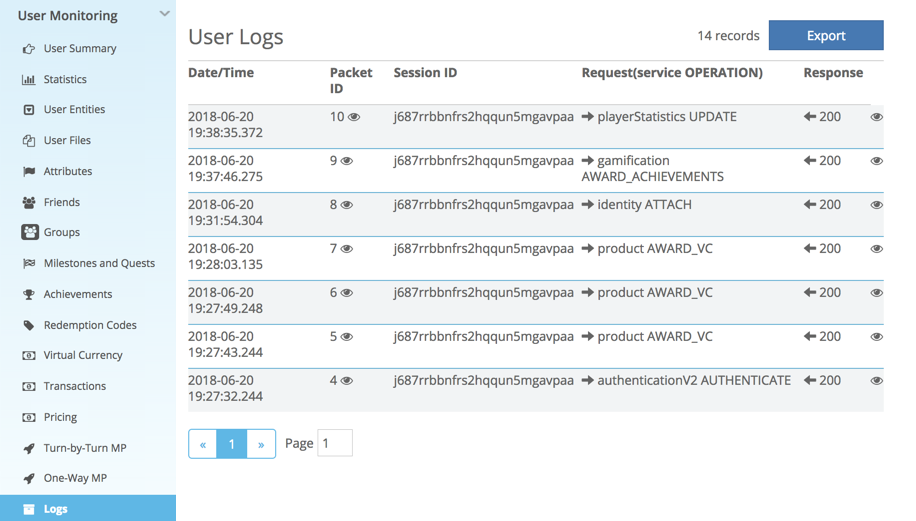 User Monitoring
User Summary
Statistics
User Entities
User Files
Attributes
Friends
Groups
Milestones and Quests
Achievements
Redemption Codes
Virtual Currency
Transactions
Pricing
Turn-by-Turn MP
One-Way MP
Logs
User Logs
14 records
Export
Date/Time Packet ID Session ID Request(service OPERATION) Response
2018-06-20 19:38:35.372 10 j687rrbbnfrs2hqqun5mgavpaa playerStatistics UPDATE 200
2018-06-20 19:37:46.275 9 j687rrbbnfrs2hqqun5mgavpaa gamification AWARD_ACHIEVEMENTS 200
2018-06-20 19:31:54.304 8 j687rrbbnfrs2hqqun5mgavpaa identity ATTACH 200
2018-06-20 19:28:03.135 7 j687rrbbnfrs2hqqun5mgavpaa product AWARD_VC 200
2018-06-20 19:27:49.248 6 j687rrbbnfrs2hqqun5mgavpaa product AWARD_VC 200
2018-06-20 19:27:43.244 5 j687rrbbnfrs2hqqun5mgavpaa product AWARD_VC 200
2018-06-20 19:27:32.244 4 j687rrbbnfrs2hqqun5mgavpaa authenticationV2 AUTHENTICATE 200
« 1 » Page 1